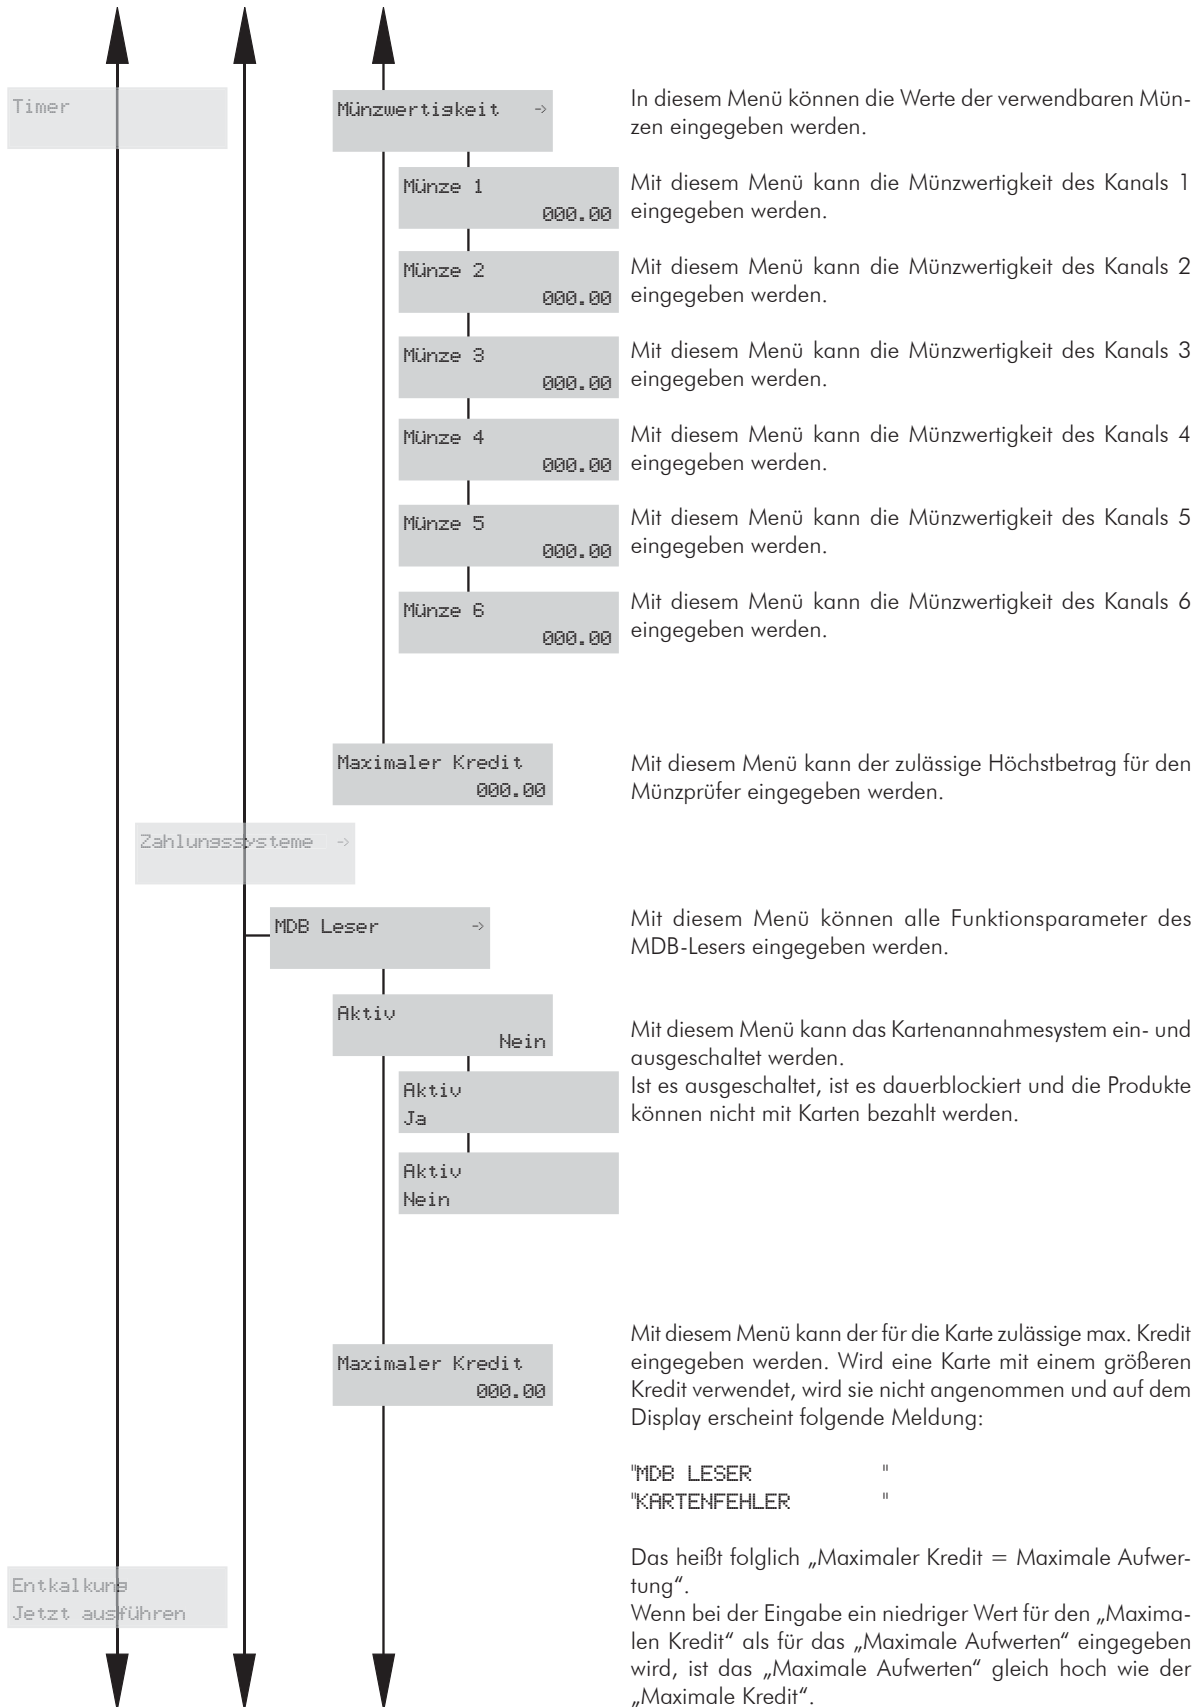 Timer
Münzwertigkeit ->
In diesem Menü können die Werte der verwendbaren Mün-
zen eingegeben werden.
Münze 1
000.00
Mit diesem Menü kann die Münzwertigkeit des Kanals 1
eingegeben werden.
Münze 2
000.00
Mit diesem Menü kann die Münzwertigkeit des Kanals 2
eingegeben werden.
Münze 3
000.00
Mit diesem Menü kann die Münzwertigkeit des Kanals 3
eingegeben werden.
Münze 4
000.00
Mit diesem Menü kann die Münzwertigkeit des Kanals 4
eingegeben werden.
Münze 5
000.00
Mit diesem Menü kann die Münzwertigkeit des Kanals 5
eingegeben werden.
Münze 6
000.00
Mit diesem Menü kann die Münzwertigkeit des Kanals 6
eingegeben werden.
Maximaler Kredit
000.00
Mit diesem Menü kann der zulässige Höchstbetrag für den
Münzprüfer eingegeben werden.
Zahlungssysteme ->
MDB Leser ->
Mit diesem Menü können alle Funktionsparameter des
MDB-Lesers eingegeben werden.
Aktiv
Nein
Mit diesem Menü kann das Kartenannahmesystem ein- und
ausgeschaltet werden.
Ist es ausgeschaltet, ist es dauerblockiert und die Produkte
können nicht mit Karten bezahlt werden.
Aktiv
Ja
Aktiv
Nein
Maximaler Kredit
000.00
Mit diesem Menü kann der für die Karte zulässige max. Kredit
eingegeben werden. Wird eine Karte mit einem größeren
Kredit verwendet, wird sie nicht angenommen und auf dem
Display erscheint folgende Meldung:
"MDB LESER "
"KARTENFEHLER "
Entkalkung
Jetzt ausführen
Das heißt folglich „Maximaler Kredit = Maximale Aufwer-
tung“.
Wenn bei der Eingabe ein niedriger Wert für den „Maxima-
len Kredit“ als für das „Maximale Aufwerten“ eingegeben
wird, ist das „Maximale Aufwerten“ gleich hoch wie der
„Maximale Kredit“.